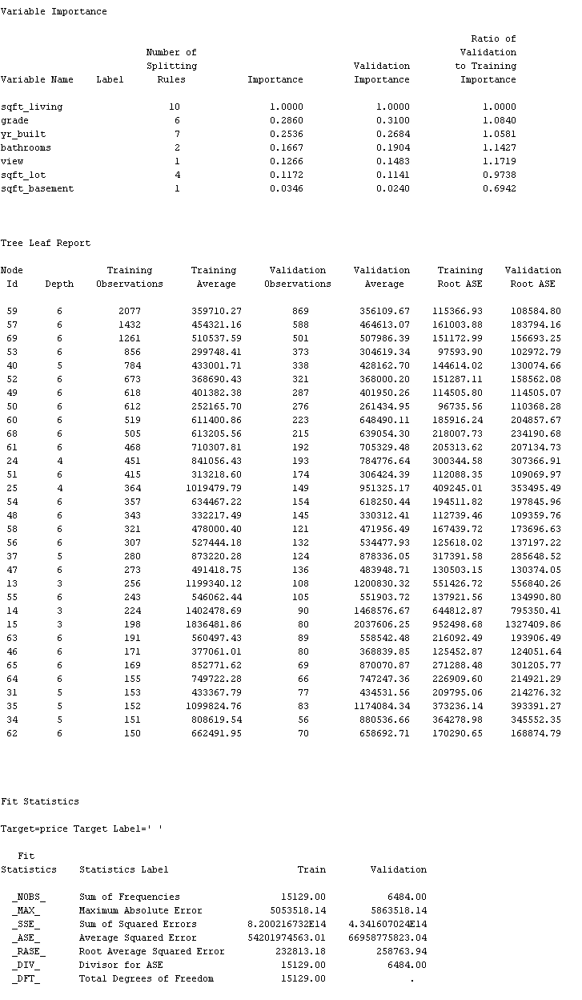 Variable Importance
Ratio of
Number of Validation
Splitting Validation to Training
Variable Name Label Rules Importance Importance Importance
sqft_living 10 1.0000 1.0000 1.0000
grade 6 0.2860 0.3100 1.0840
yr_built 7 0.2536 0.2684 1.0581
bathrooms 2 0.1667 0.1904 1.1427
view 1 0.1266 0.1483 1.1719
sqft_lot 4 0.1172 0.1141 0.9738
sqft_basement 1 0.0346 0.0240 0.6942
Tree Leaf Report
Node Training Training Validation Validation Training Validation
Id Depth Observations Average Observations Average Root ASE Root ASE
59 6 2077 359710.27 869 356109.67 115366.93 108584.80
57 6 1432 454321.16 588 464613.07 161003.88 183794.16
69 6 1261 510537.59 501 507986.39 151172.99 156693.25
53 6 856 299748.41 373 304619.34 97593.90 102972.79
40 5 784 433001.71 338 428162.70 144614.02 130074.66
52 6 673 368690.43 321 368000.20 151287.11 158562.08
49 6 618 401382.38 287 401950.26 114505.80 114505.07
50 6 612 252165.70 276 261434.95 96735.56 110368.28
60 6 519 611400.86 223 648490.11 185916.24 204857.67
68 6 505 613205.56 215 639054.30 218007.73 234190.68
61 6 468 710307.81 192 705329.48 205313.62 207134.73
24 4 451 841056.43 193 784776.64 300344.58 307366.91
51 6 415 313218.60 174 306424.39 112088.35 109069.97
25 4 364 1019479.79 149 951325.17 409245.01 353495.49
54 6 357 634467.22 154 618250.44 194511.82 197845.96
48 6 343 332217.49 145 330312.41 112739.46 109359.76
58 6 321 478000.40 121 471956.49 167439.72 173696.63
56 6 307 527444.18 132 534477.93 125618.02 137197.22
37 5 280 873220.28 124 878336.05 317391.58 285648.52
47 6 273 491418.75 136 483948.71 130503.15 130374.05
13 3 256 1199340.12 108 1200830.32 551426.72 556840.26
55 6 243 546062.44 105 551903.72 137921.56 134990.80
14 3 224 1402478.69 90 1468576.67 644812.87 795350.41
15 3 198 1836481.86 80 2037606.25 952498.68 1327409.86
63 6 191 560497.43 89 558542.48 216092.49 193906.49
46 6 171 377061.01 80 368839.85 125452.87 124051.64
65 6 169 852771.62 69 870070.87 271288.48 301205.77
64 6 155 749722.28 66 747247.36 226909.60 214921.29
31 5 153 433367.79 77 434531.56 209795.06 214276.32
35 5 152 1099824.76 83 1174084.34 373236.14 393391.27
34 5 151 808619.54 56 880536.66 364278.98 345552.35
62 6 150 662491.95 70 658692.71 170290.65 168874.79
Fit Statistics
Target=price Target Label=' '
Fit
Statistics Statistics Label Train Validation
_NOBS_ Sum of Frequencies 15129.00 6484.00
_MAX_ Maximum Absolute Error 5053518.14 5863518.14
_SSE_ Sum of Squared Errors 8.200216732E14 4.341607024E14
_ASE_ Average Squared Error 54201974563.01 66958775823.04
_RASE_ Root Average Squared Error 232813.18 258763.94
_DIV_ Divisor for ASE 15129.00 6484.00
_DFT_ Total Degrees of Freedom 15129.00 .